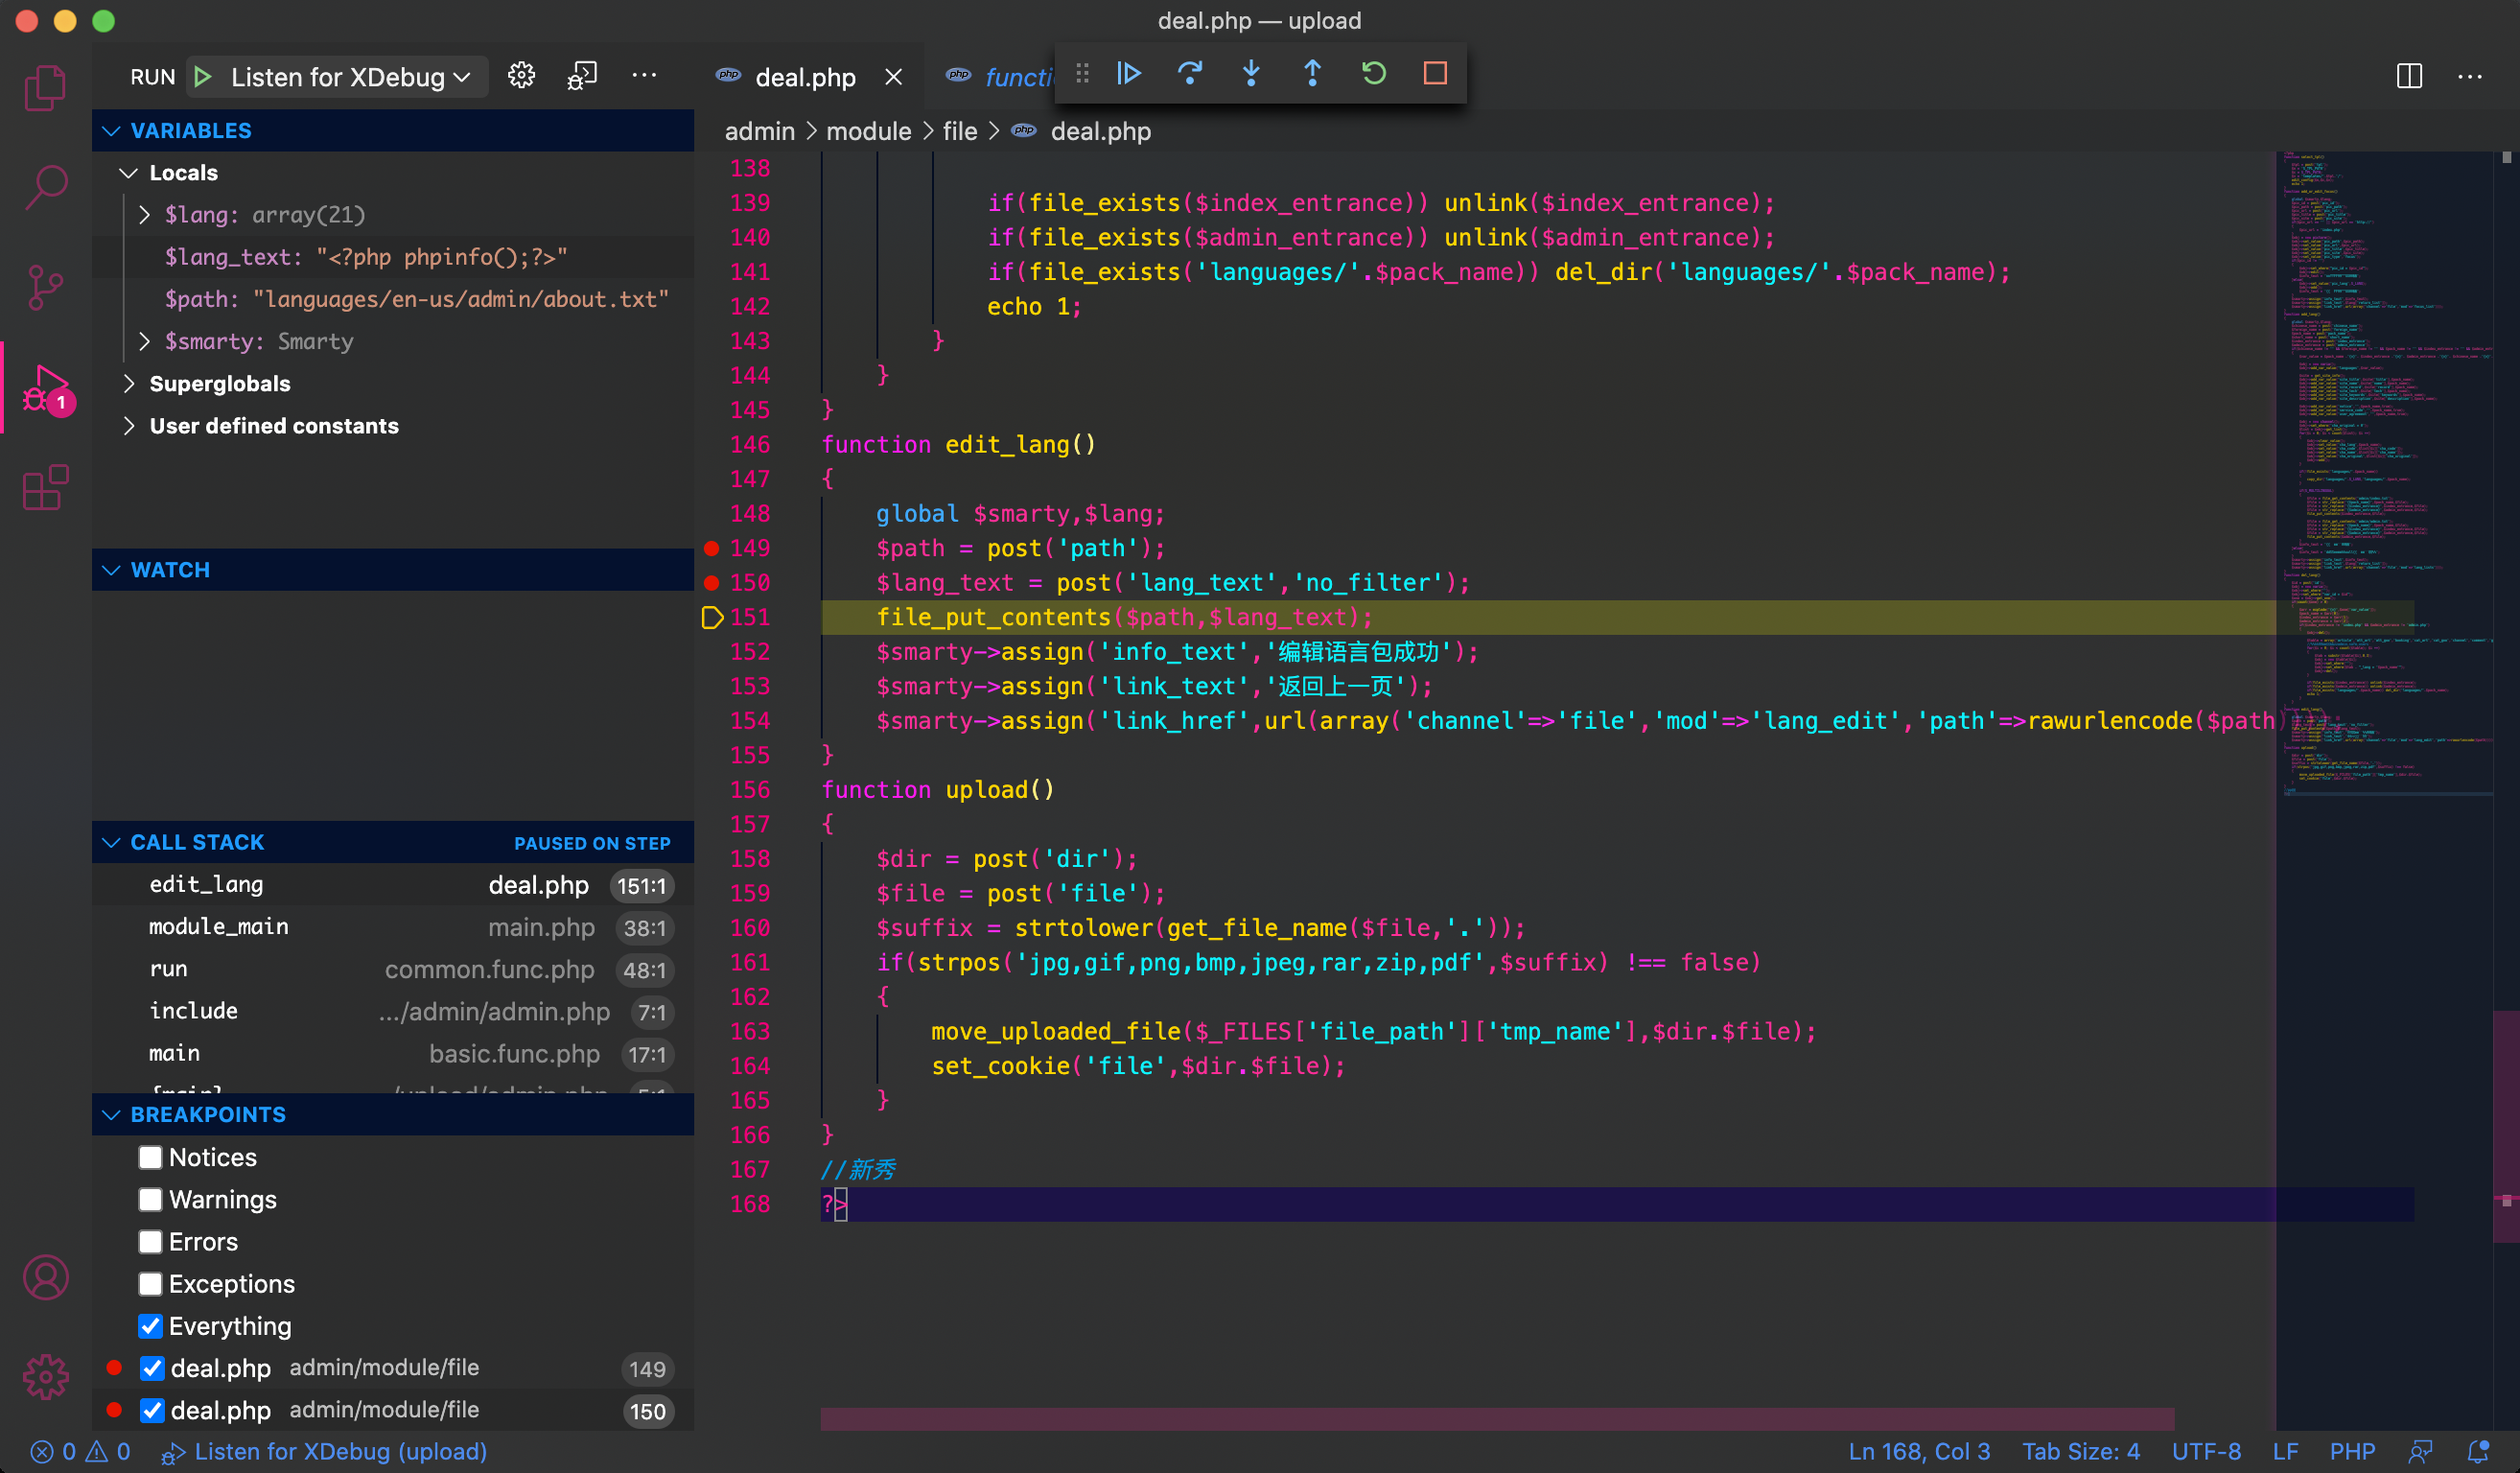 deal.php — upload
RUN Listen for XDebug
deal.php
functi
admin > module > file > deal.php
VARIABLES
Locals
$lang: array(21)
$lang_text: "<?php phpinfo();?>"
$path: "languages/en-us/admin/about.txt"
$smarty: Smarty
Superglobals
User defined constants
WATCH
CALL STACK PAUSED ON STEP
edit_lang deal.php 151:1
module_main main.php 38:1
run common.func.php 48:1
include .../admin/admin.php 7:1
main basic.func.php 17:1
{main} /upload/admin.php 5:1
BREAKPOINTS
Notices
Warnings
Errors
Exceptions
Everything
deal.php admin/module/file 149
deal.php admin/module/file 150
1
138
139 if(file_exists($index_entrance)) unlink($index_entrance);
140 if(file_exists($admin_entrance)) unlink($admin_entrance);
141 if(file_exists('languages/'.$pack_name)) del_dir('languages/'.$pack_name);
142 echo 1;
143 }
144 }
145 }
146 function edit_lang()
147 {
148 global $smarty,$lang;
149 $path = post('path');
150 $lang_text = post('lang_text','no_filter');
151 file_put_contents($path,$lang_text);
152 $smarty->assign('info_text','编辑语言包成功');
153 $smarty->assign('link_text','返回上一页');
154 $smarty->assign('link_href',url(array('channel'=>'file','mod'=>'lang_edit','path'=>rawurlencode($path)
155 }
156 function upload()
157 {
158 $dir = post('dir');
159 $file = post('file');
160 $suffix = strtolower(get_file_name($file,'.'));
161 if(strpos('jpg,gif,png,bmp,jpeg,rar,zip,pdf',$suffix) !== false)
162 {
163 move_uploaded_file($_FILES['file_path']['tmp_name'],$dir.$file);
164 set_cookie('file',$dir.$file);
165 }
166 }
167 //新秀
168 ?>
0 0 Listen for XDebug (upload)
Ln 168, Col 3 Tab Size: 4 UTF-8 LF PHP